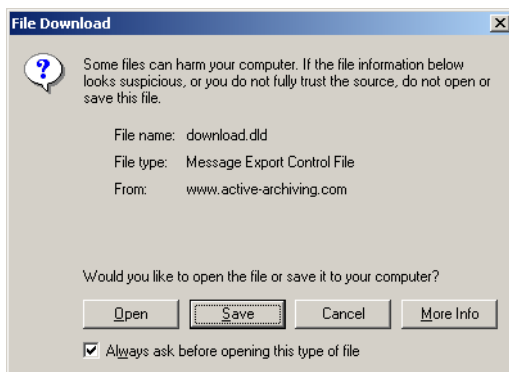 File Download
Some files can harm your computer. If the file information below
looks suspicious, or you do not fully trust the source, do not open or
save this file.
File name: download.dld
File type: Message Export Control File
From: www.active-archiving.com
Would you like to open the file or save it to your computer?
Open Save Cancel More Info
Always ask before opening this type of file